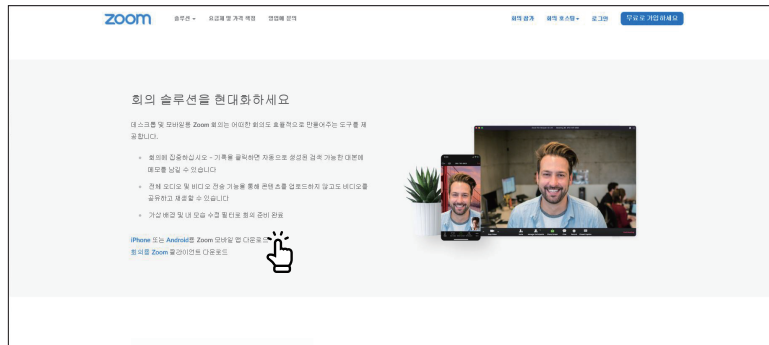 zoom 솔루션 요금제 및 가격 책정 영업팀 문의 회의 참가 회의 호스팅 로그인 무료로 가입하세요
회의 솔루션을 현대화하세요
데스크톱 및 모바일용 Zoom 회의는 어떠한 회의도 효율적으로 만들어주는 도구를 제
공합니다.
회의에 집중하십시오 – 기록을 클릭하면 자동으로 생성된 검색 가능한 대본에
메모를 남길 수 있습니다
전체 오디오 및 비디오 전송 기능을 통해 콘텐츠를 업로드하지 않고도 비디오를
공유하고 재생할 수 있습니다
가상 배경 및 내 모습 수정 필터로 회의 준비 완료
iPhone 또는 Android용 Zoom 모바일 앱 다운로드
회의용 Zoom 클라이언트 다운로드